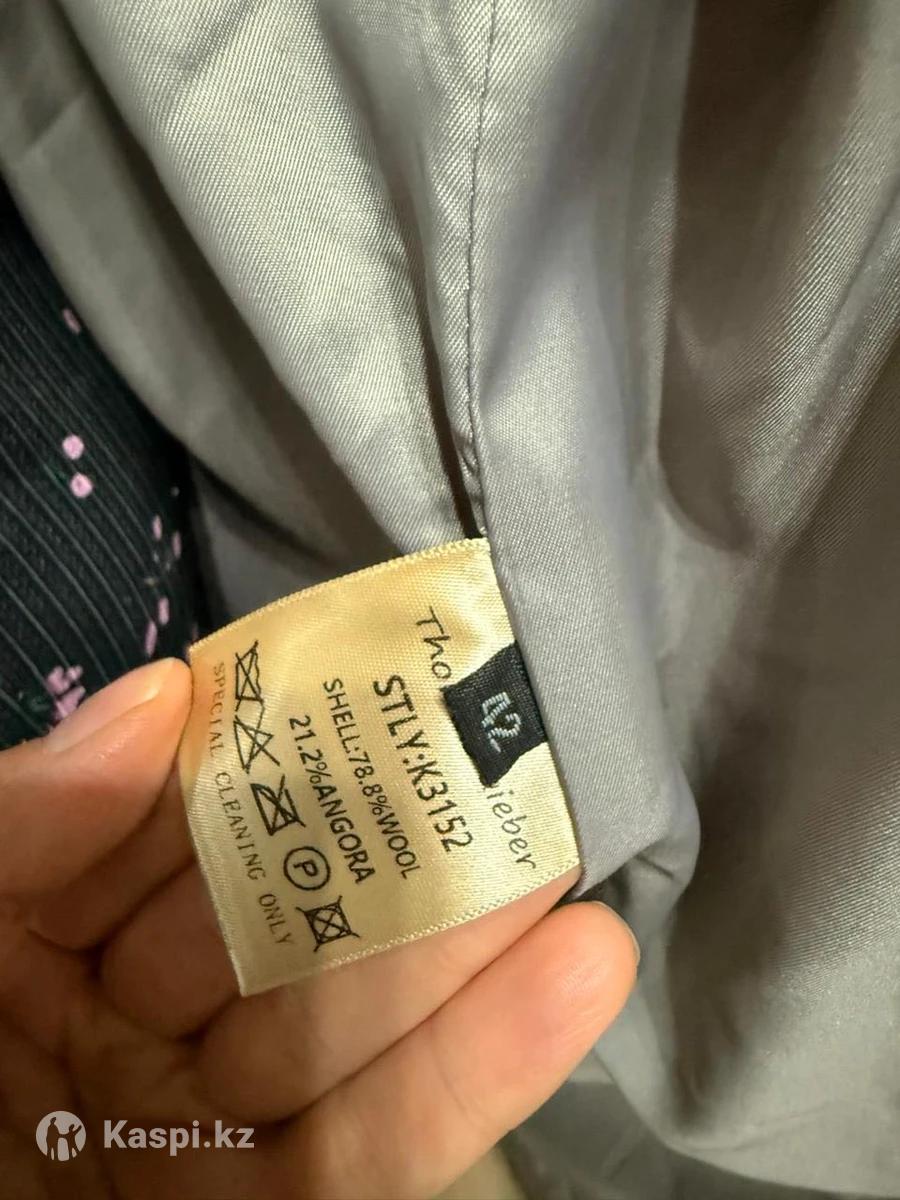 Tho ieber
42
STLY:K3152
SHELL:78.8%WOOL
21.2%ANGORA
P
SPECIAL CLEANING ONLY
Kaspi.kz